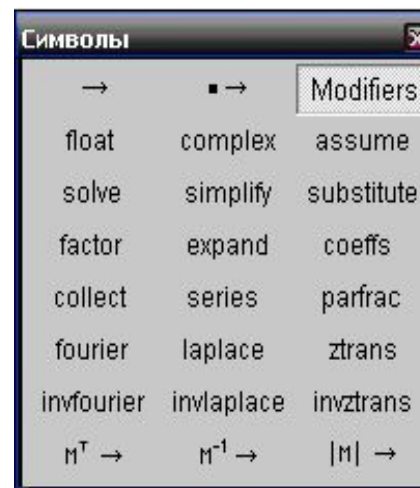 Символы
→ ■→ Modifiers
float complex assume
solve simplify substitute
factor expand coeffs
collect series parfrac
fourier laplace ztrans
invfourier invlaplace invztrans
Mᵀ → M⁻¹ → |M| →